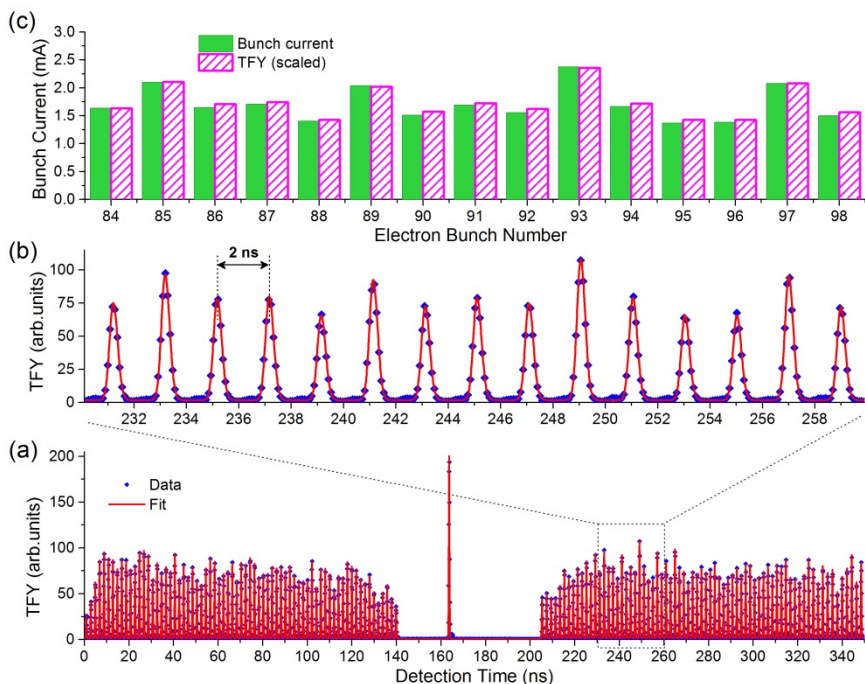 (c)
Bunch Current (mA)
3.0
2.5
2.0
1.5
1.0
0.5
0.0
Bunch current
TFY (scaled)
84 85 86 87 88 89 90 91 92 93 94 95 96 97 98
Electron Bunch Number
(b)
TFY (arb.units)
100
75
50
25
0
2 ns
232 234 236 238 240 242 244 246 248 250 252 254 256 258
(a)
TFY (arb.units)
200
150
100
50
0
Data
Fit
0 20 40 60 80 100 120 140 160 180 200 220 240 260 280 300 320 340
Detection Time (ns)